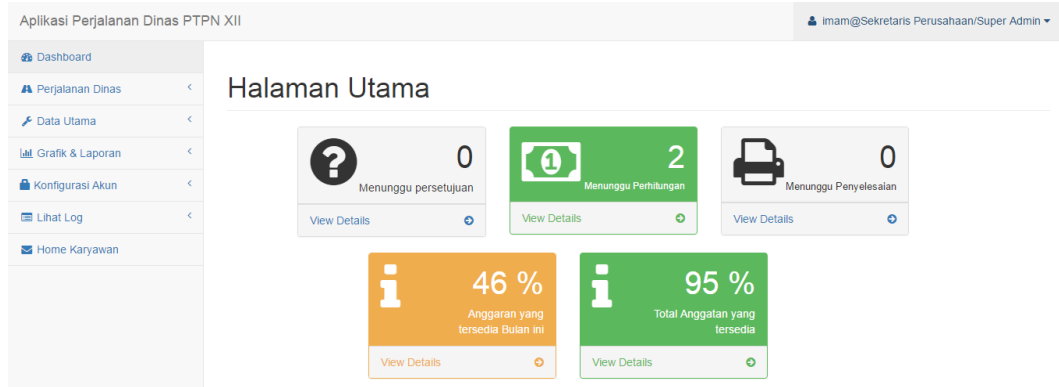 Aplikasi Perjalanan Dinas PTPN XII
imam@Sekretaris Perusahaan/Super Admin
Dashboard
Perjalanan Dinas
Data Utama
Grafik & Laporan
Konfigurasi Akun
Lihat Log
Home Karyawan
Halaman Utama
0
Menunggu persetujuan
View Details
1
2
Menunggu Perhitungan
View Details
0
Menunggu Penyelesaian
View Details
46 %
Anggaran yang
tersedia Bulan ini
View Details
95 %
Total Anggatan yang
tersedia
View Details